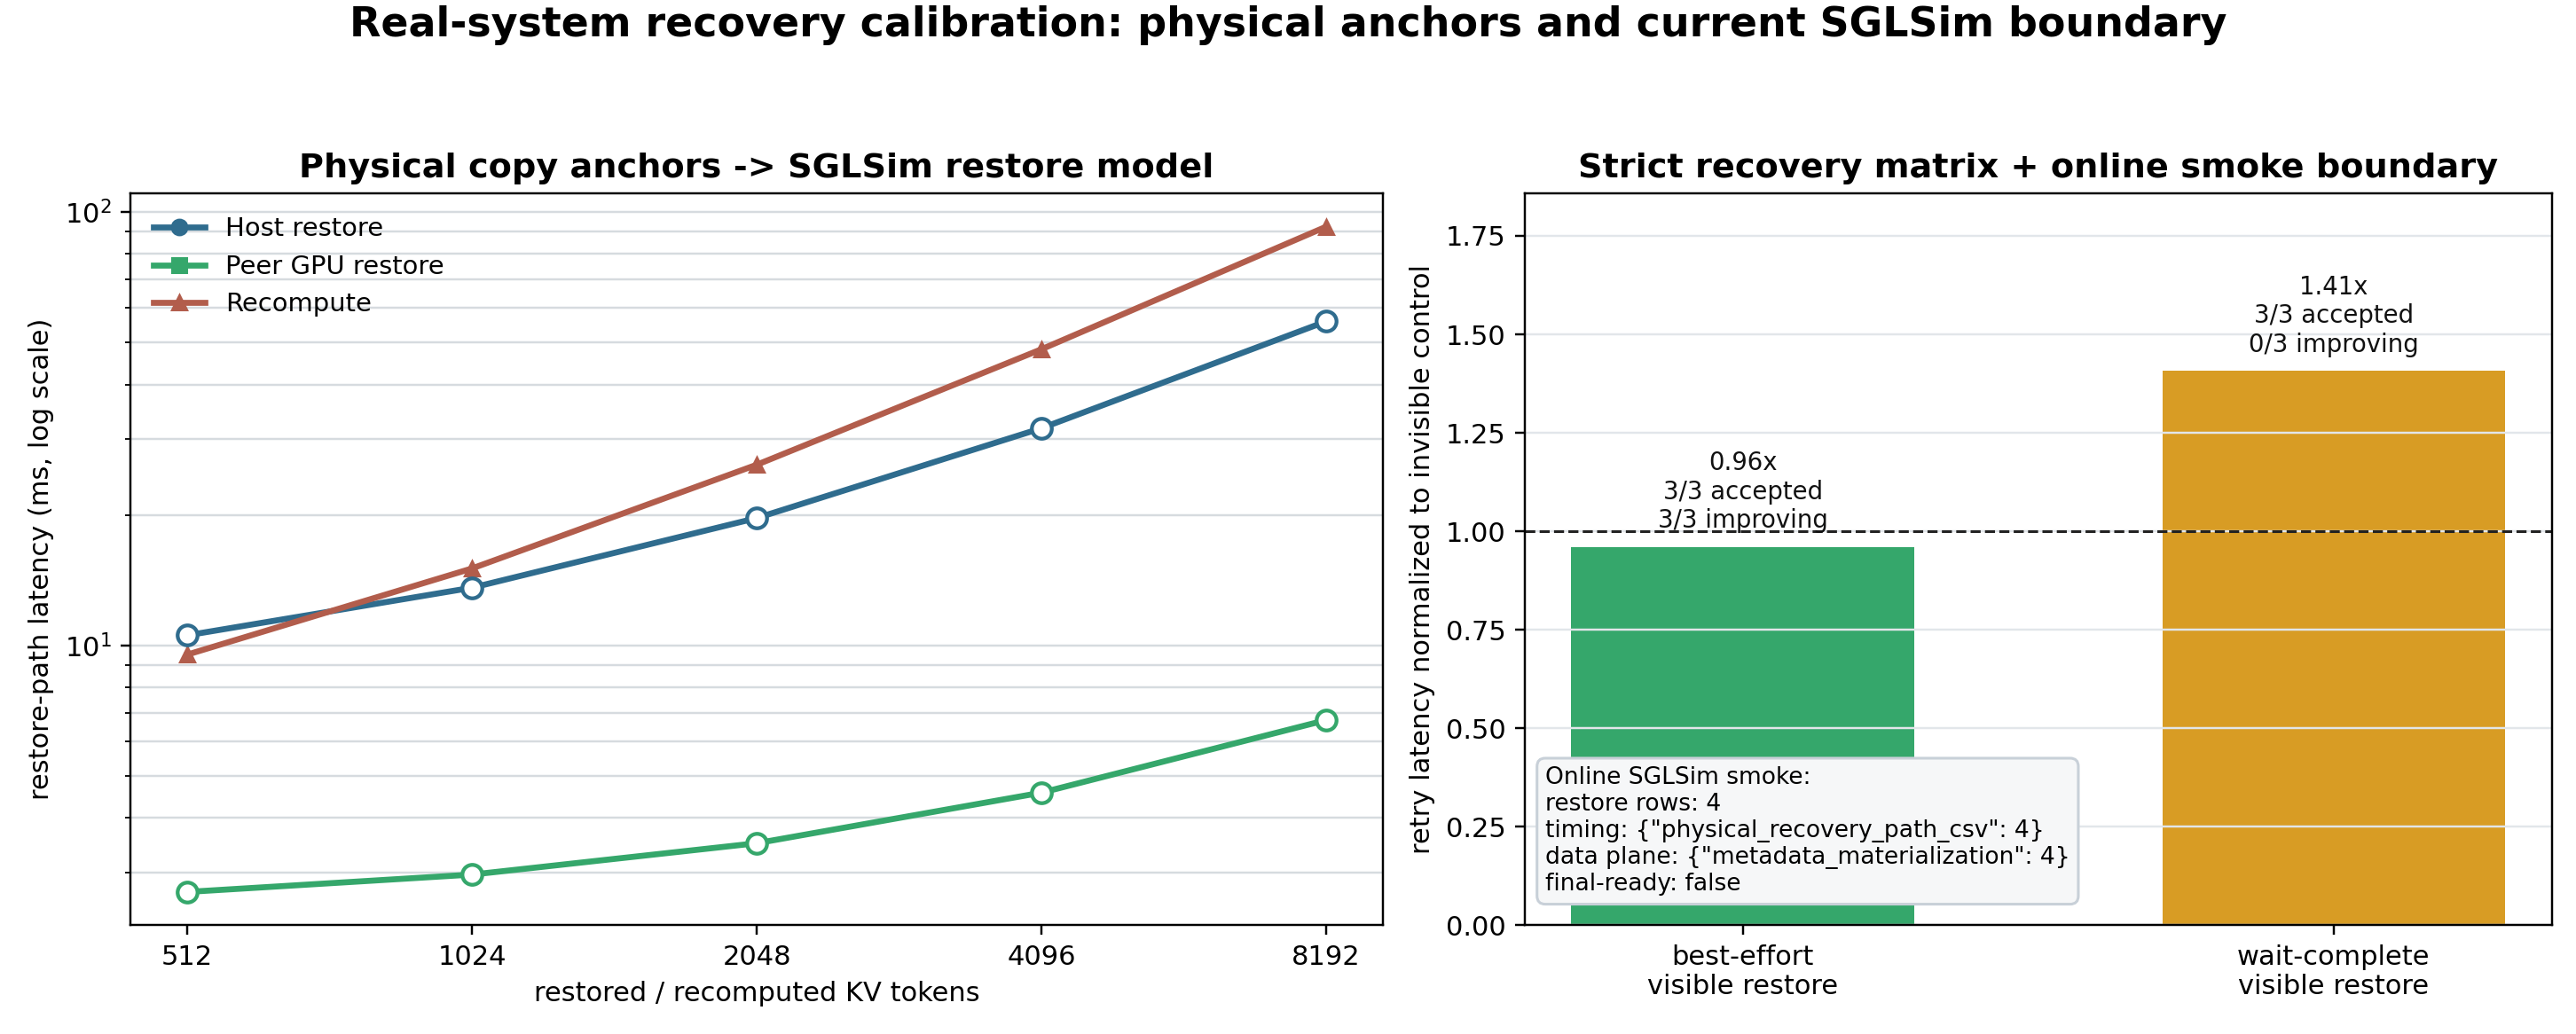 Real-system recovery calibration: physical anchors and current SGLSim boundary
Physical copy anchors -> SGLSim restore model
restore-path latency (ms, log scale)
10²
10¹
Host restore
Peer GPU restore
Recompute
512
1024
2048
4096
8192
restored / recomputed KV tokens
Strict recovery matrix + online smoke boundary
retry latency normalized to invisible control
1.75
1.50
1.25
1.00
0.75
0.50
0.25
0.00
0.96x
3/3 accepted
3/3 improving
1.41x
3/3 accepted
0/3 improving
Online SGLSim smoke:
restore rows: 4
timing: {"physical_recovery_path_csv": 4}
data plane: {"metadata_materialization": 4}
final-ready: false
best-effort
visible restore
wait-complete
visible restore